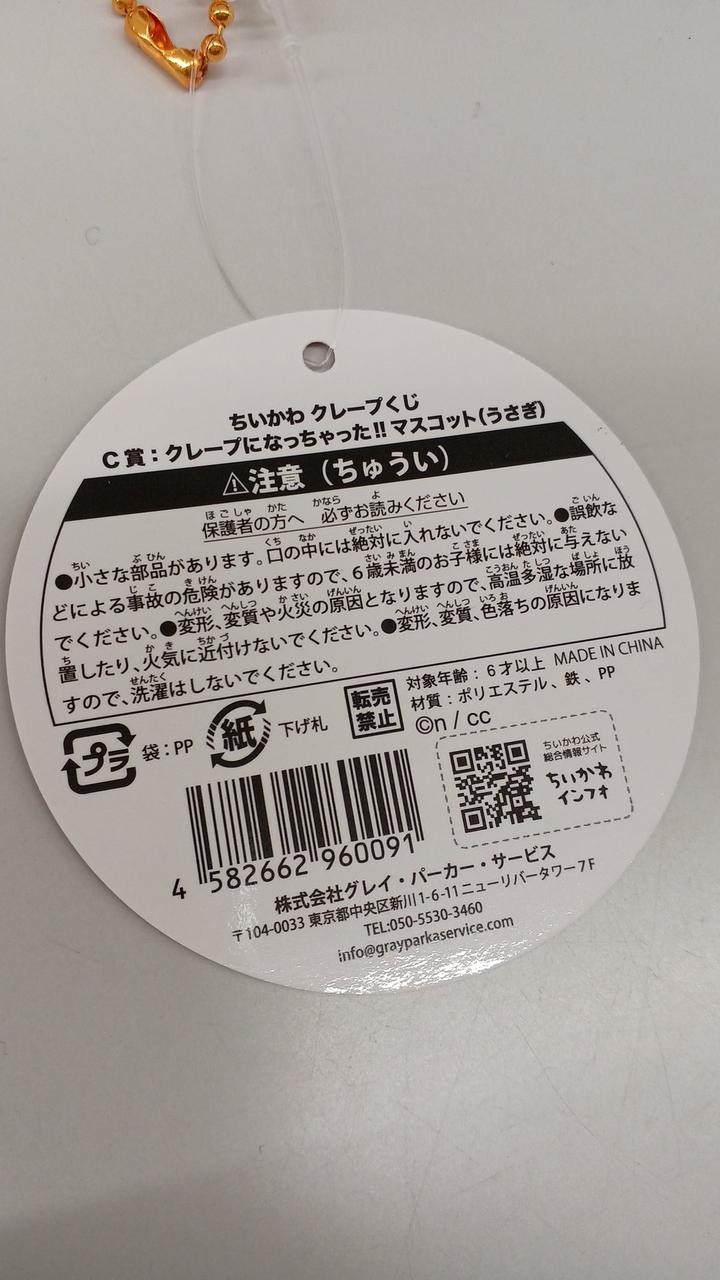 ちいかわ クレープくじ
C賞：クレープになっちゃった!! マスコット(うさぎ)
⚠注意（ちゅうい）
保護者の方へ 必ずお読みください
●小さな部品があります。口の中には絶対に入れないでください。●誤飲な
どによる事故の危険がありますので、6歳未満のお子様には絶対に与えない
でください。●変形、変質や火災の原因となりますので、高温多湿な場所に放
置したり、火気に近付けないでください。●変形、変質、色落ちの原因になりま
すので、洗濯はしないでください。
プラ 袋：PP 紙 下げ札 転売禁止
対象年齢：6才以上 MADE IN CHINA
材質：ポリエステル、鉄、PP
©n / cc
ちいかわ公式
総合情報サイト
ちいかわ
インフォ
4 582662 960091
株式会社グレイ・パーカー・サービス
〒104-0033 東京都中央区新川1-6-11 ニューリバータワー7F
TEL:050-5530-3460
info@grayparkaservice.com